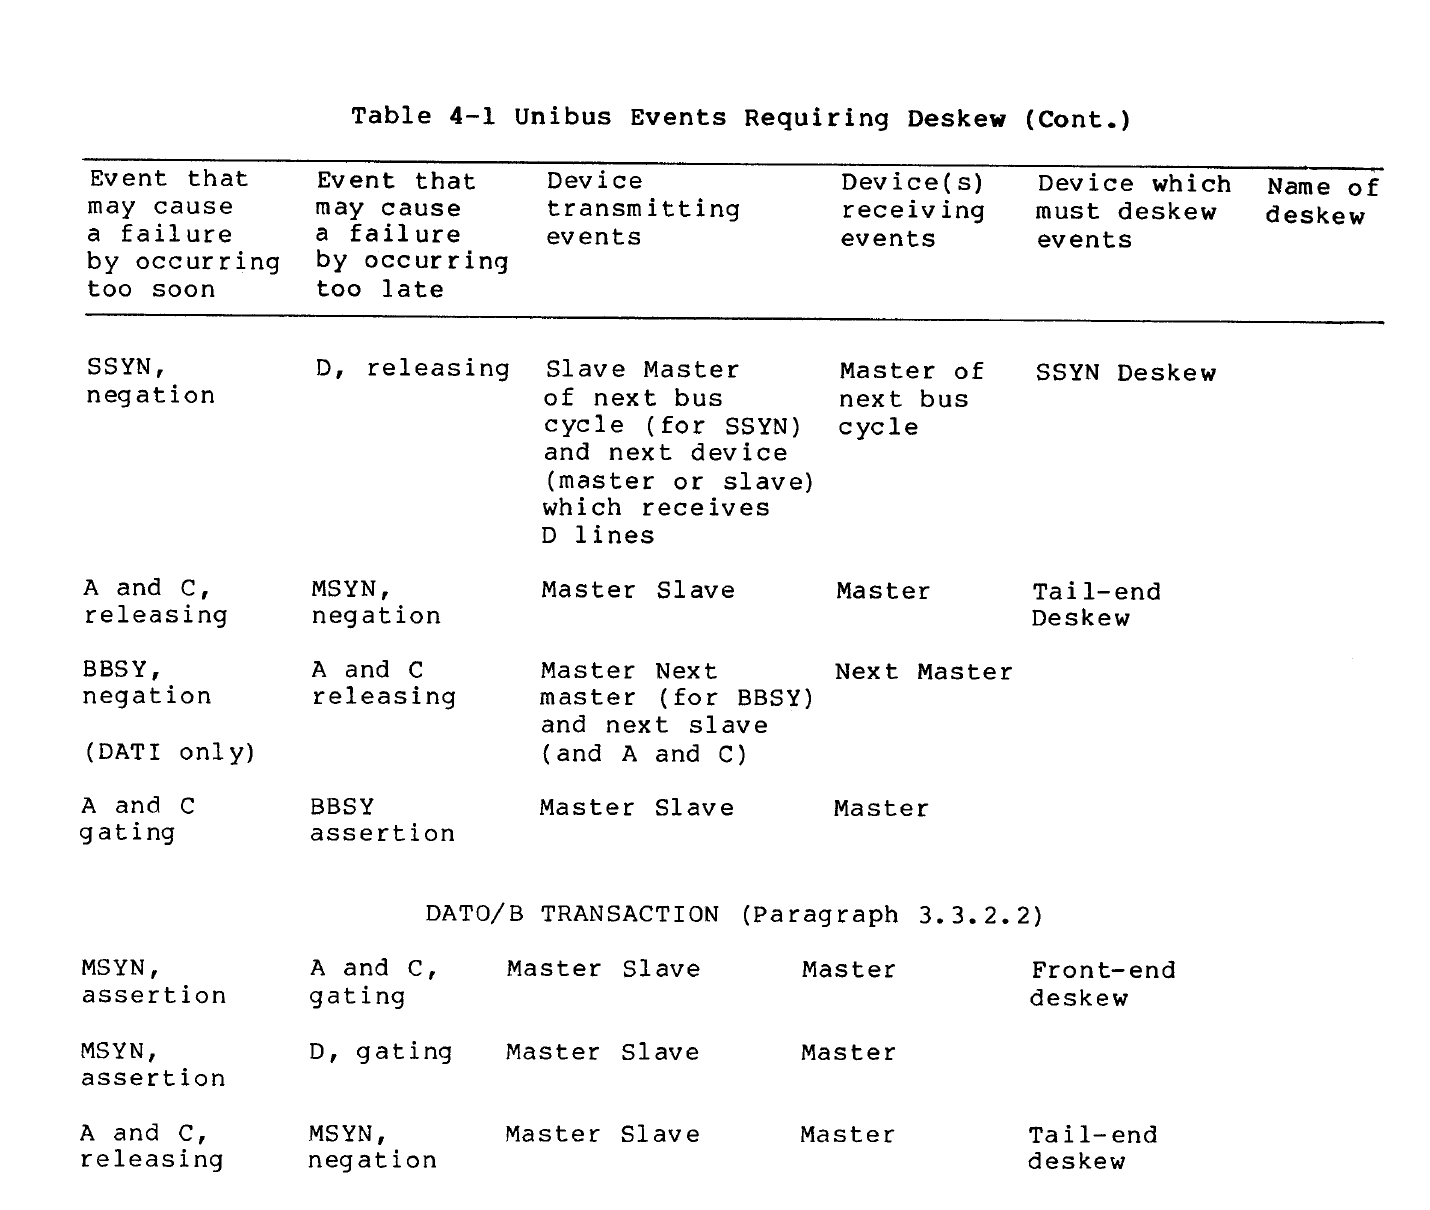 Table 4-1 Unibus Events Requiring Deskew (Cont.)
Event that Event that Device Device(s) Device which Name of
may cause may cause transmitting receiving must deskew deskew
a failure a failure events events events
by occurring by occurring
too soon too late
SSYN, D, releasing Slave Master Master of SSYN Deskew
negation of next bus next bus
cycle (for SSYN) cycle
and next device
(master or slave)
which receives
D lines
A and C, MSYN, Master Slave Master Tail-end
releasing negation Deskew
BBSY, A and C Master Next Next Master
negation releasing master (for BBSY)
and next slave
(DATI only) (and A and C)
A and C BBSY Master Slave Master
gating assertion
DATO/B TRANSACTION (Paragraph 3.3.2.2)
MSYN, A and C, Master Slave Master Front-end
assertion gating deskew
MSYN, D, gating Master Slave Master
assertion
A and C, MSYN, Master Slave Master Tail-end
releasing negation deskew